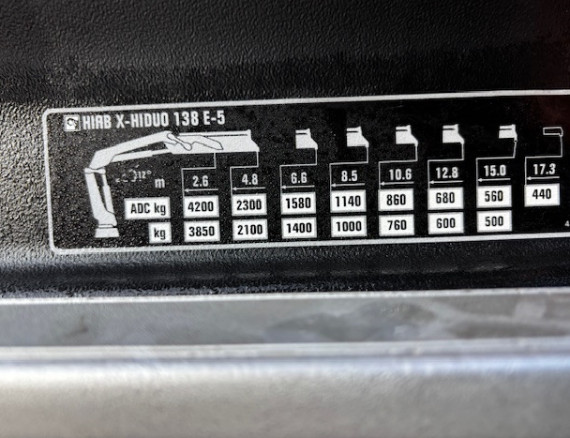 HIAB X-HIDUO 138 E-5
12° m 2.6 4.8 6.6 8.5 10.6 12.8 15.0 17.3
ADC kg 4200 2300 1580 1140 860 680 560 440
kg 3850 2100 1400 1000 760 600 500